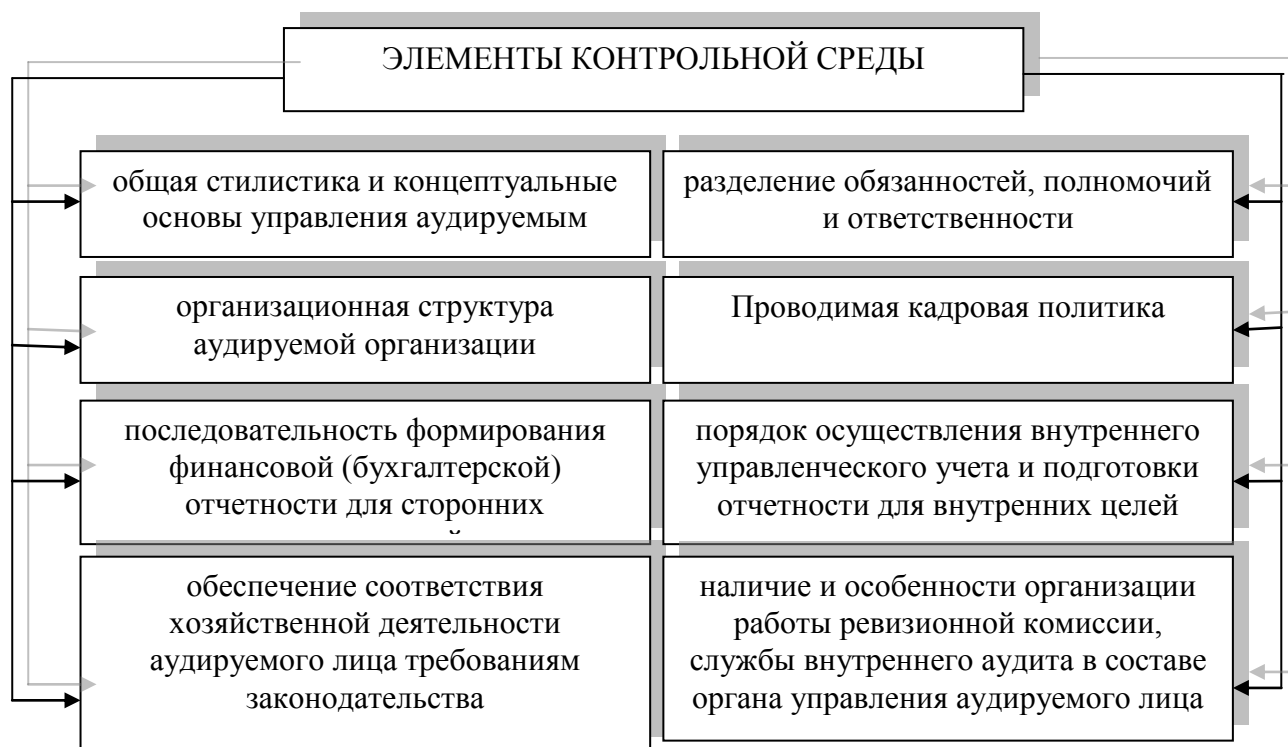 ЭЛЕМЕНТЫ КОНТРОЛЬНОЙ СРЕДЫ
общая стилистика и концептуальные
основы управления аудируемым
разделение обязанностей, полномочий
и ответственности
организационная структура
аудируемой организации
Проводимая кадровая политика
последовательность формирования
финансовой (бухгалтерской)
отчетности для сторонних
порядок осуществления внутреннего
управленческого учета и подготовки
отчетности для внутренних целей
обеспечение соответствия
хозяйственной деятельности
аудируемого лица требованиям
законодательства
наличие и особенности организации
работы ревизионной комиссии,
службы внутреннего аудита в составе
органа управления аудируемого лица